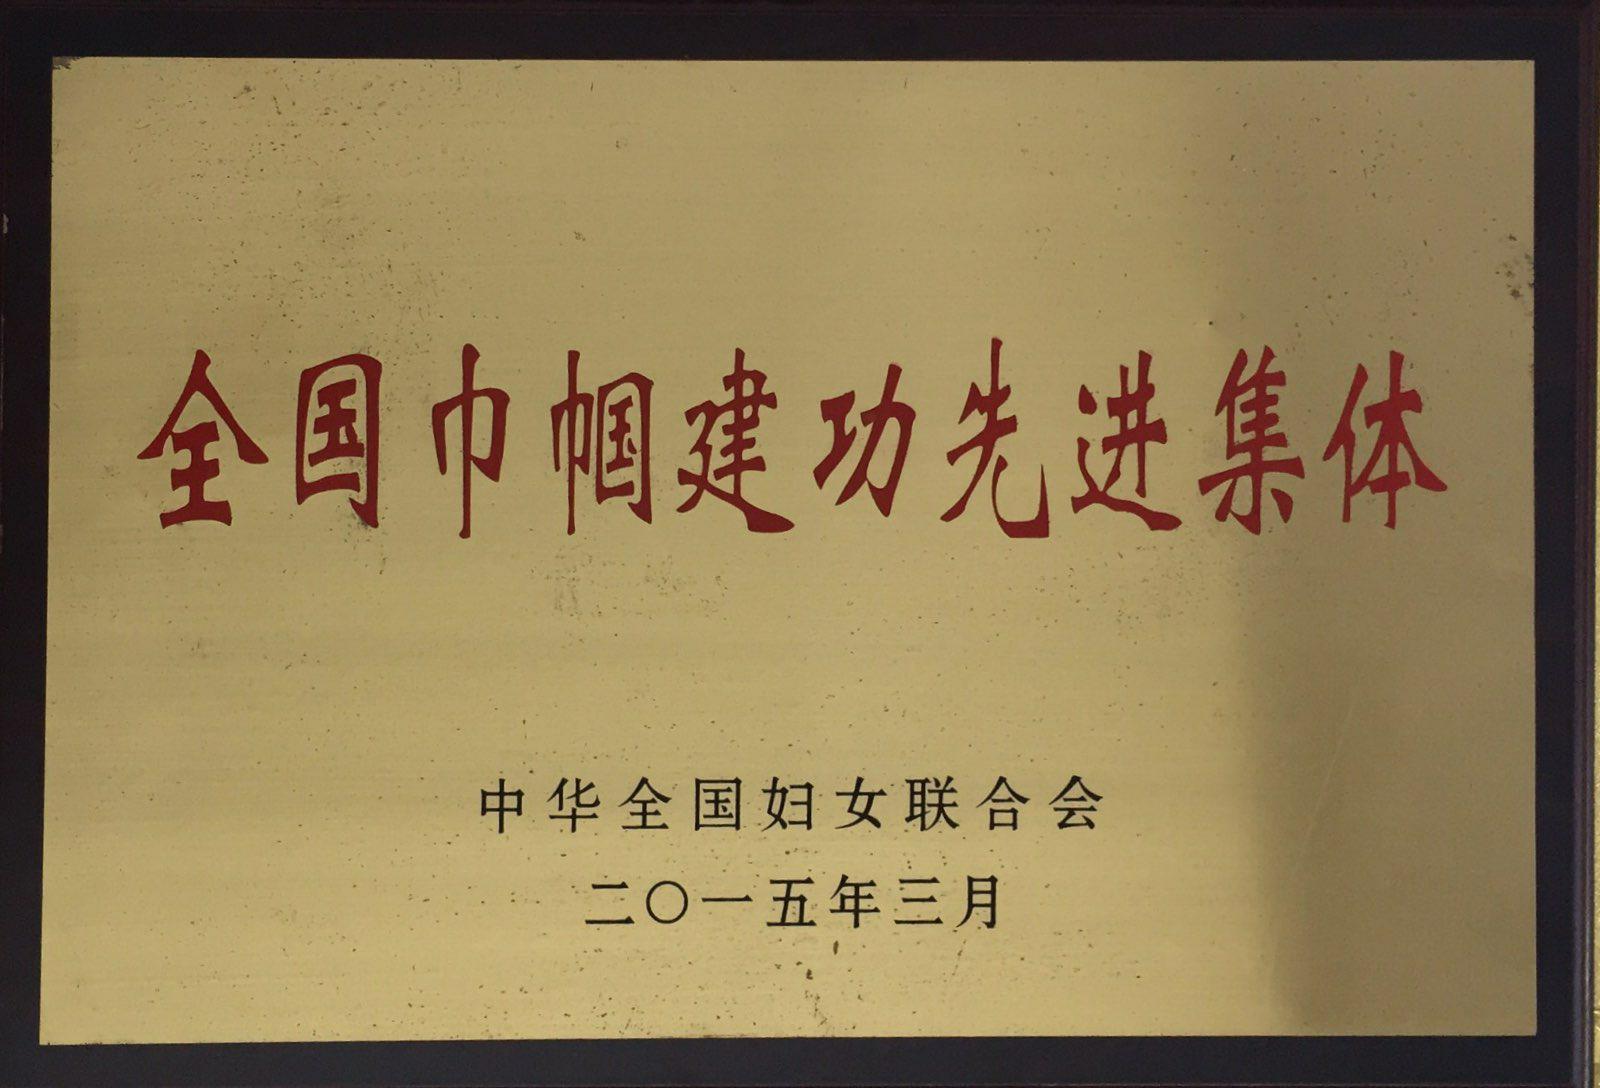 全国巾帼建功先进集体
中华全国妇女联合会
二〇一五年三月